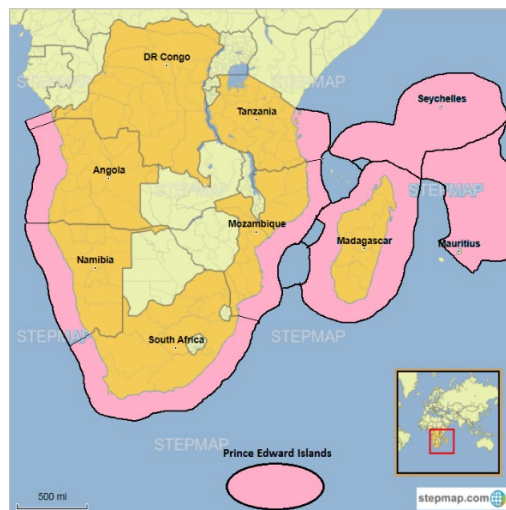 DR Congo
STEPMAP
STEPMAP
Seychelles
Tanzania
Angola
STEPMAP
STEPMAP
Mozambique
Mauritius
Madagascar
Namibia
STEPMAP
South Africa
STEPMAP
STEPMAP
Prince Edward Islands
500 mi
stepmap.com